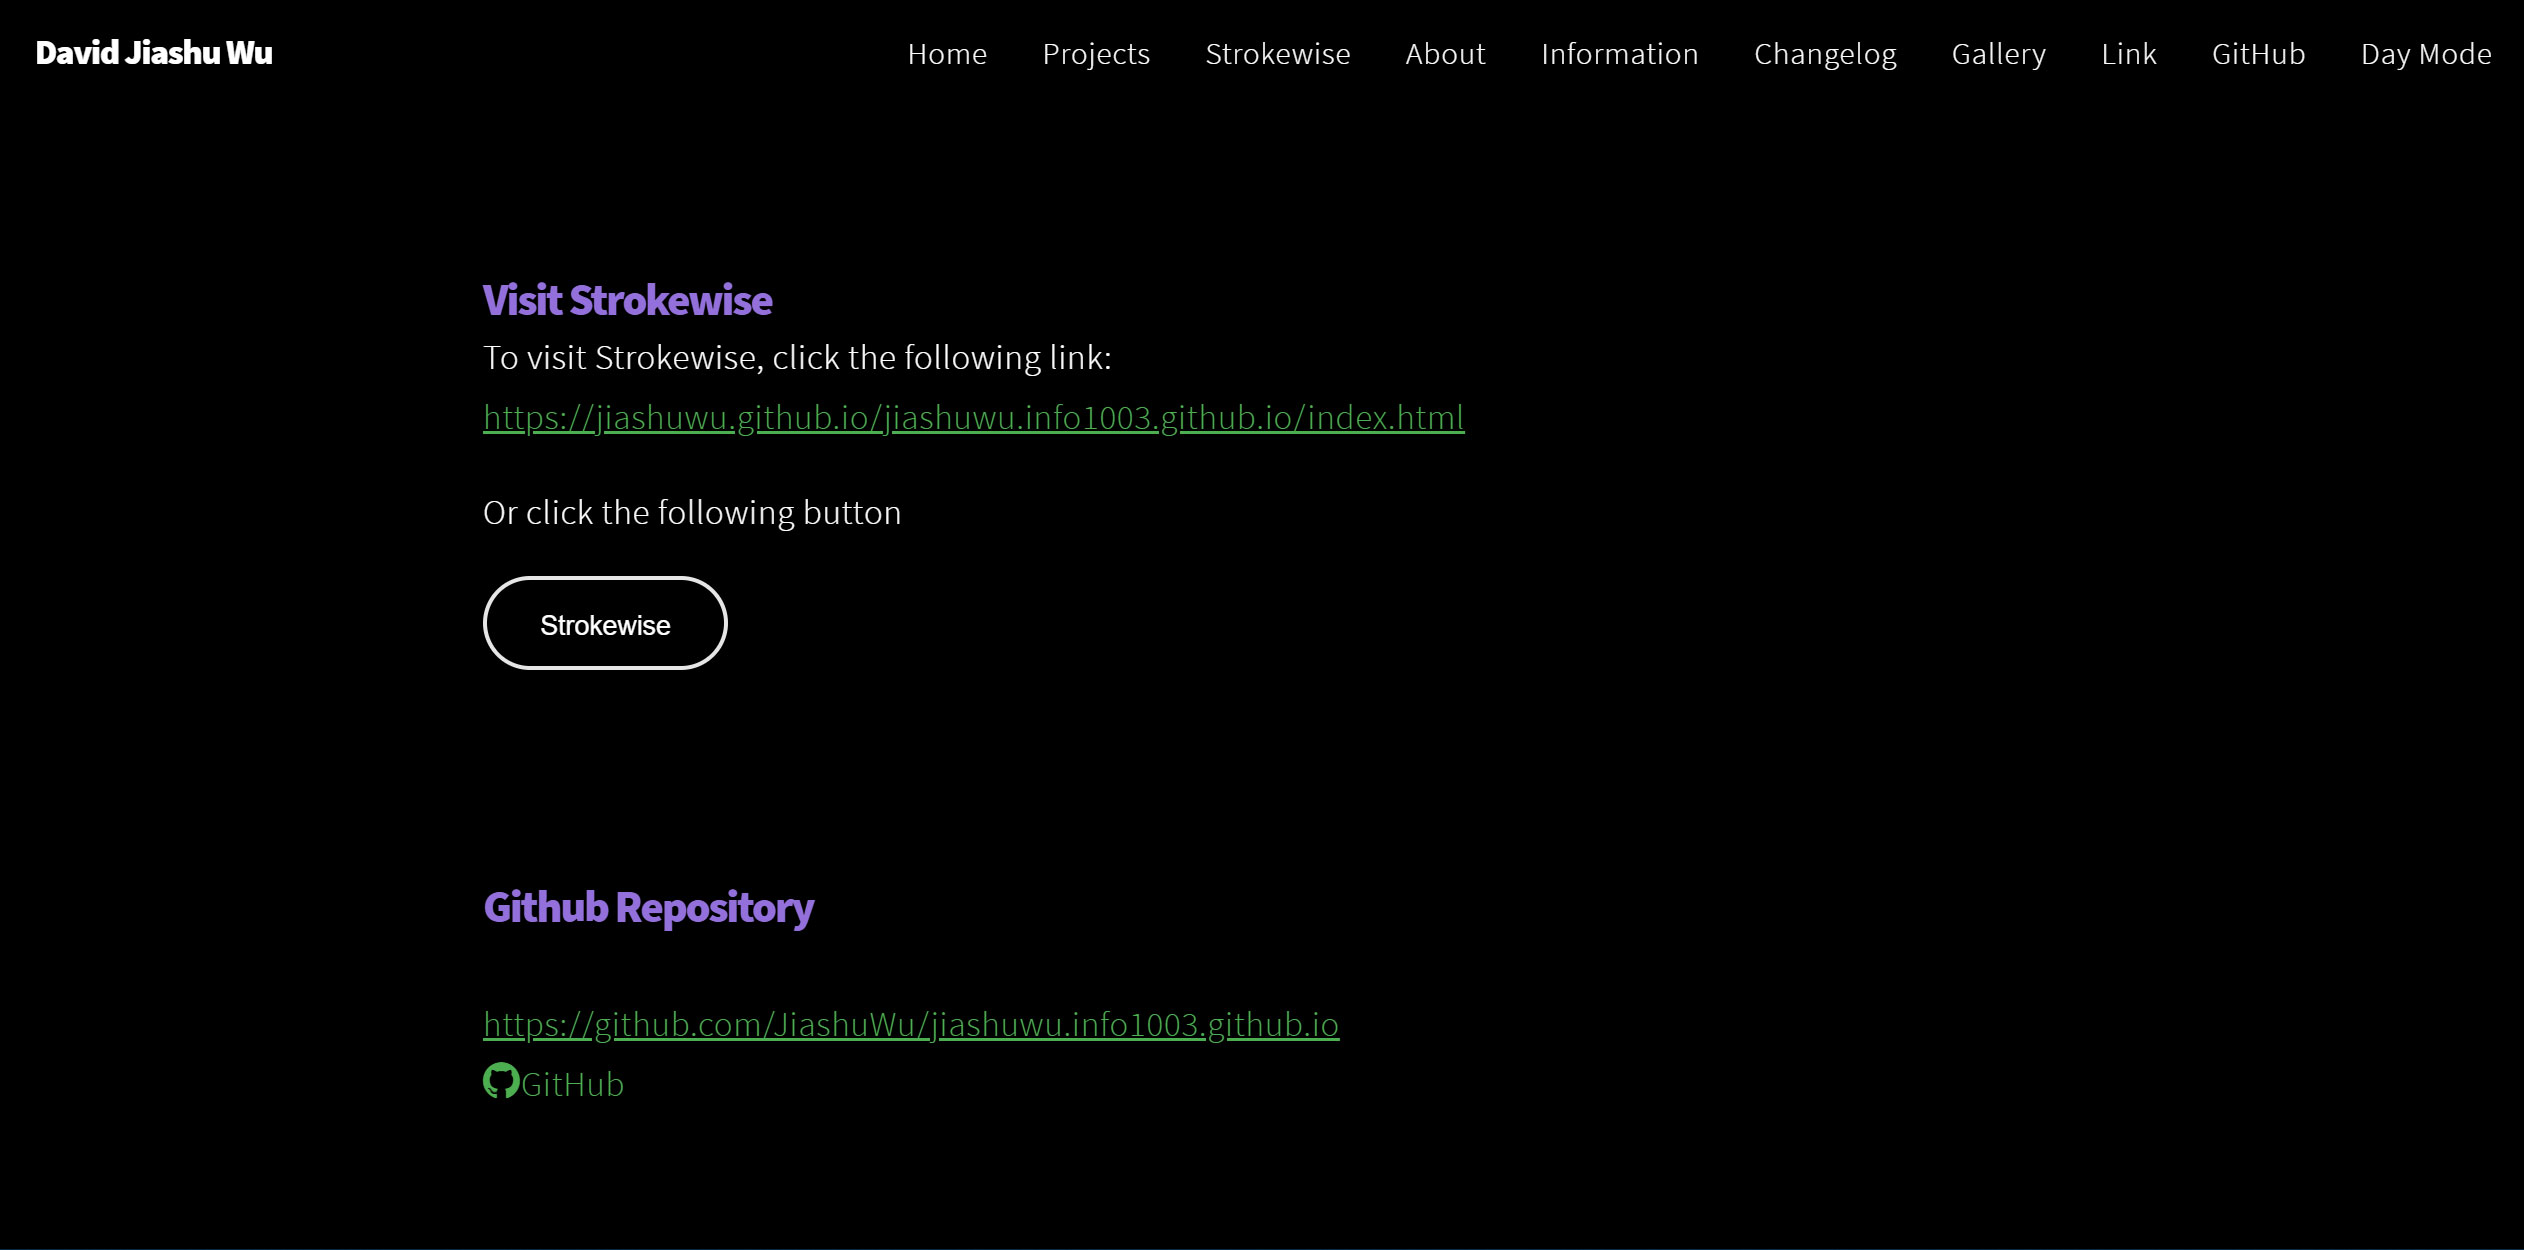 David Jiashu Wu Home Projects Strokewise About Information Changelog Gallery Link GitHub Day Mode
Visit Strokewise
To visit Strokewise, click the following link:
https://jiashuwu.github.io/jiashuwu.info1003.github.io/index.html
Or click the following button
Strokewise
Github Repository
https://github.com/JiashuWu/jiashuwu.info1003.github.io
GitHub